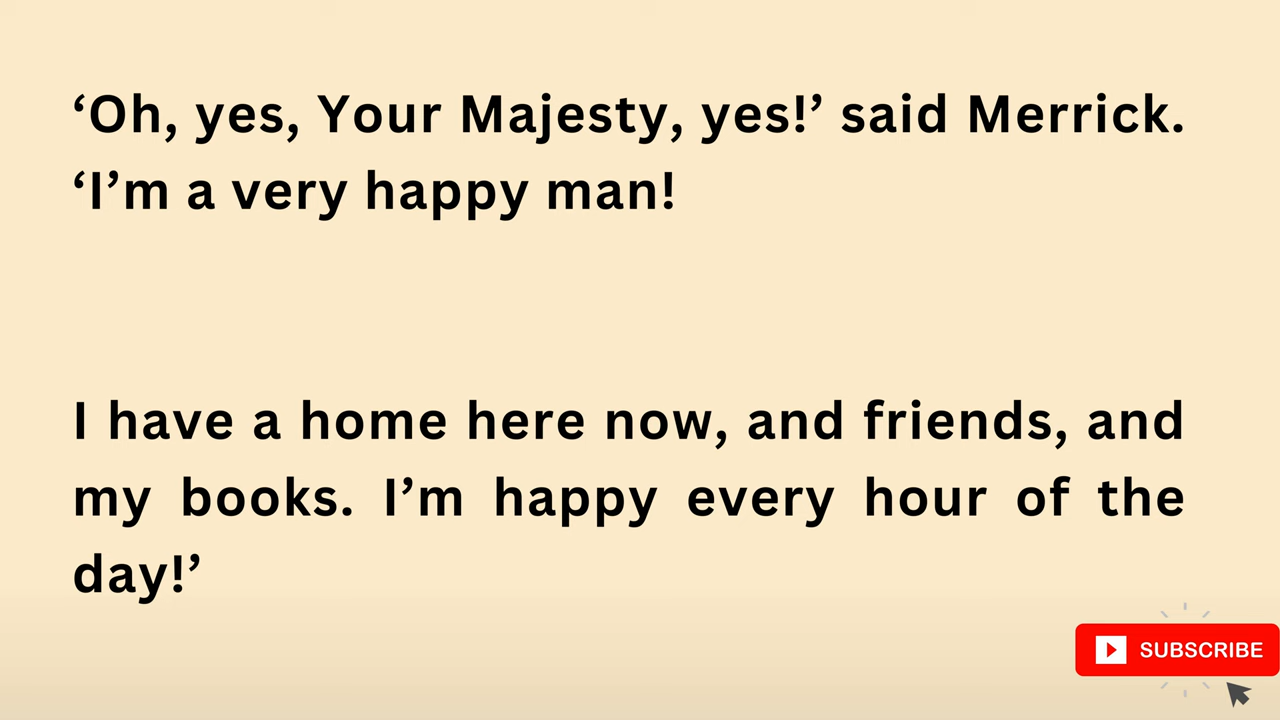 ‘Oh, yes, Your Majesty, yes!’ said Merrick.
‘I’m a very happy man!
I have a home here now, and friends, and
my books. I’m happy every hour of the
day!’
SUBSCRIBE